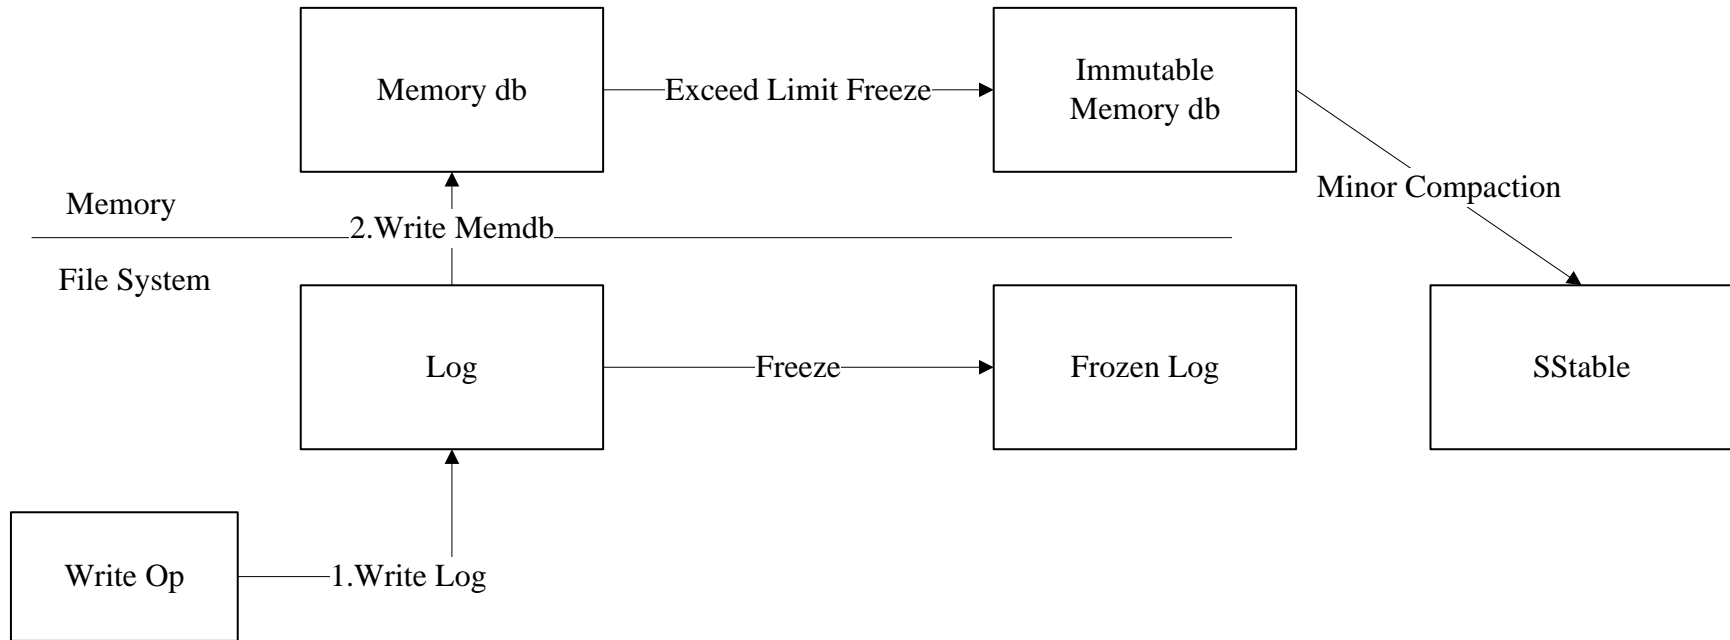 Memory db
Exceed Limit Freeze
Immutable
Memory db
Minor Compaction
Memory
2.Write Memdb
File System
Log
Freeze
Frozen Log
SStable
Write Op
1.Write Log